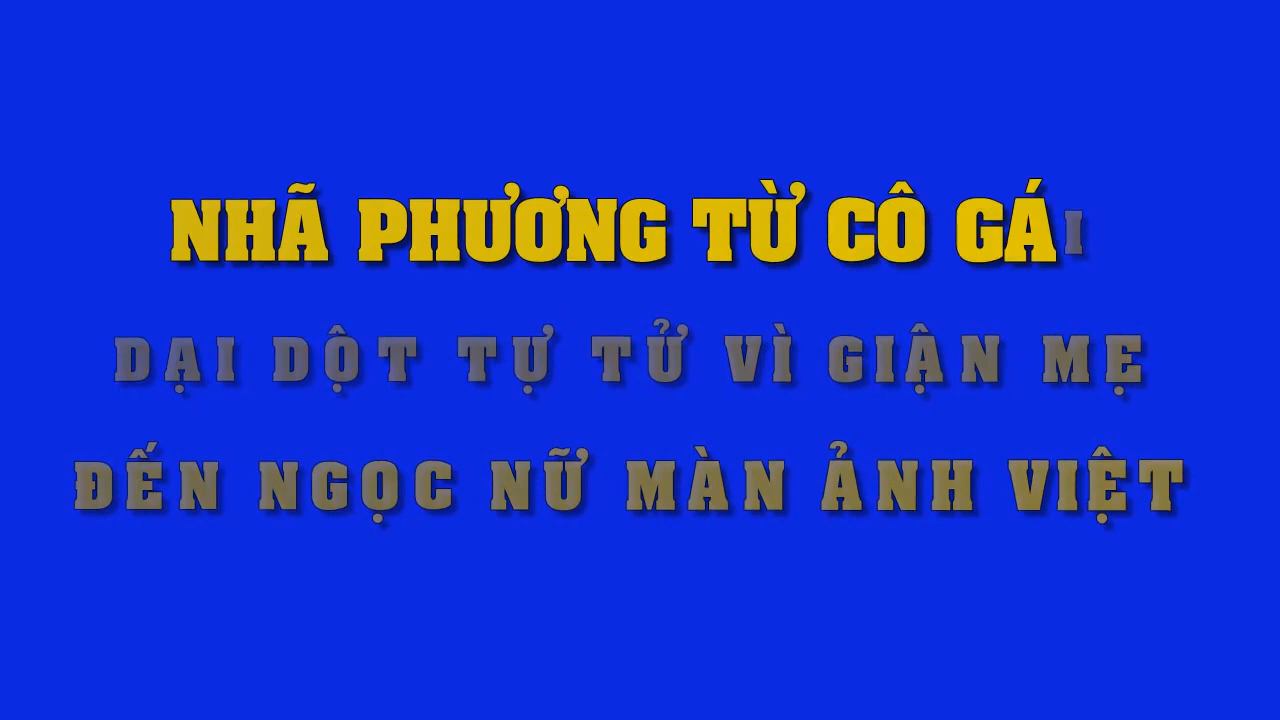 NHÃ PHƯƠNG TỪ CÔ GÁI
DẠI DỘT TỰ TỬ VÌ GIẬN MẸ
ĐẾN NGỌC NỮ MÀN ẢNH VIỆT